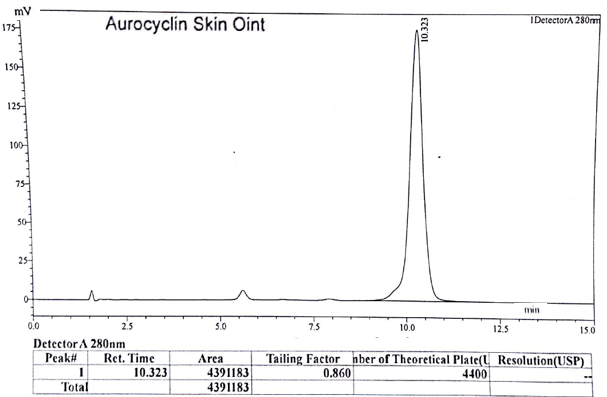 mV
Aurocyclin Skin Oint
1DetectorA 280nm
10.323
175
150
125
100
75
50
25
0
min
0.0 2.5 5.0 7.5 10.0 12.5 15.0
Detector A 280nm
Peak# Ret. Time Area Tailing Factor nber of Theoretical Plate(U Resolution(USP)
1 10.323 4391183 0.860 4400 --
Total 4391183